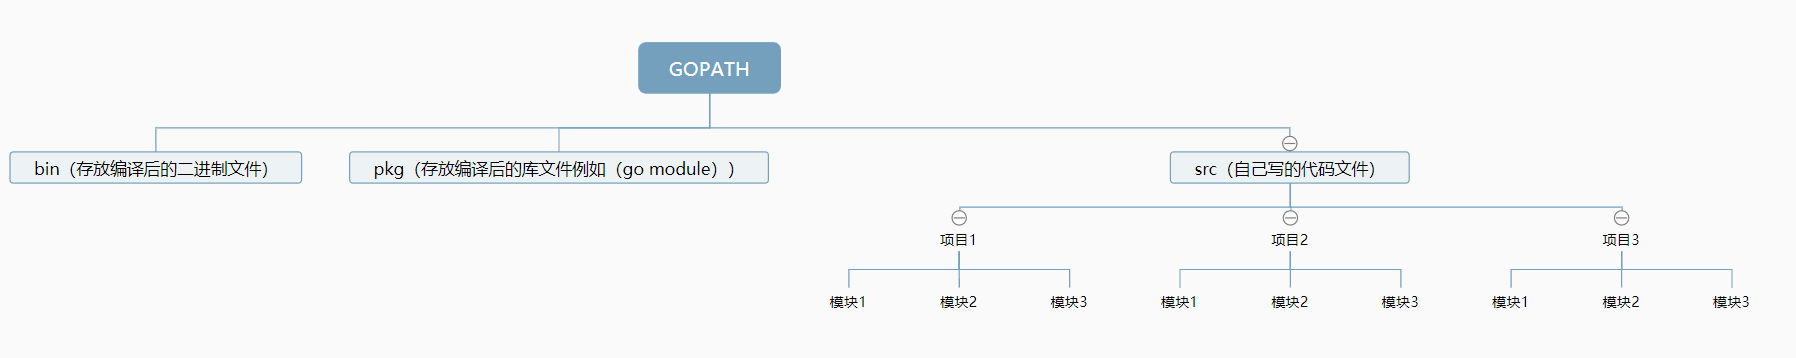 GOPATH
bin（存放编译后的二进制文件）
pkg（存放编译后的库文件例如（go module））
src（自己写的代码文件）
项目1
项目2
项目3
模块1
模块2
模块3
模块1
模块2
模块3
模块1
模块2
模块3